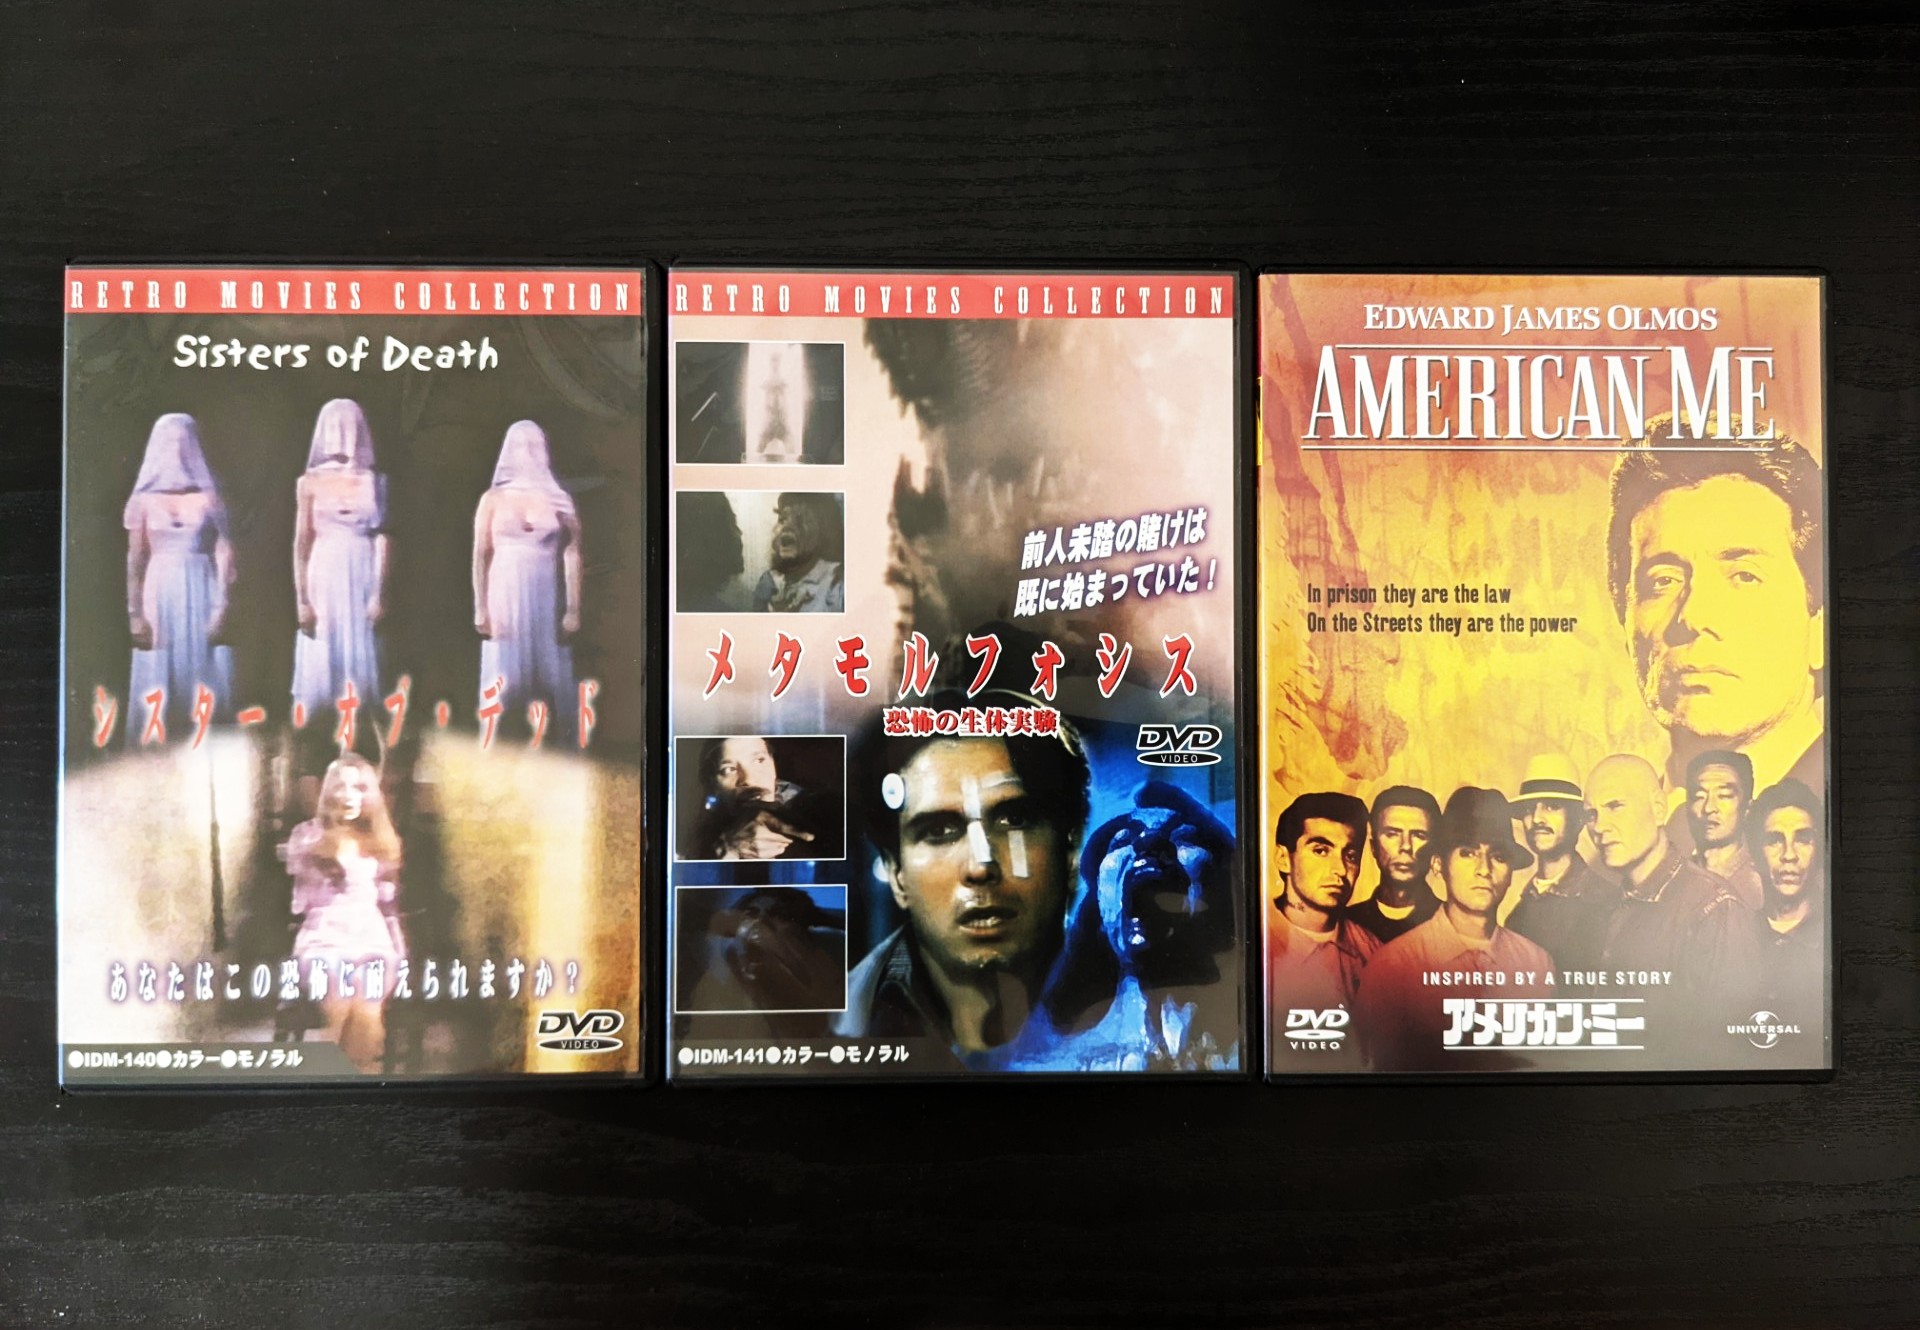 RETRO MOVIES COLLECTION
Sisters of Death
シスター・オブ・デッド
あなたはこの恐怖に耐えられますか?
DVD
VIDEO
●IDM-140●カラー●モノラル
RETRO MOVIES COLLECTION
前人未踏の賭けは
既に始まっていた!
メタモルフォシス
恐怖の生体実験
DVD
VIDEO
●IDM-141●カラー●モノラル
EDWARD JAMES OLMOS
AMERICAN ME
In prison they are the law
On the Streets they are the power
INSPIRED BY A TRUE STORY
アメリカン・ミー
DVD
VIDEO
UNIVERSAL